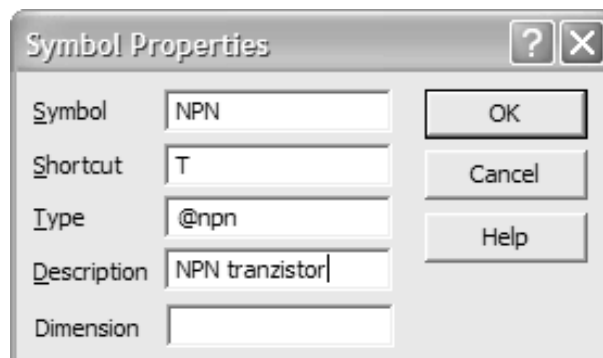 Symbol Properties ? X
Symbol NPN OK
Shortcut T Cancel
Type @npn Help
Description NPN tranzistor
Dimension